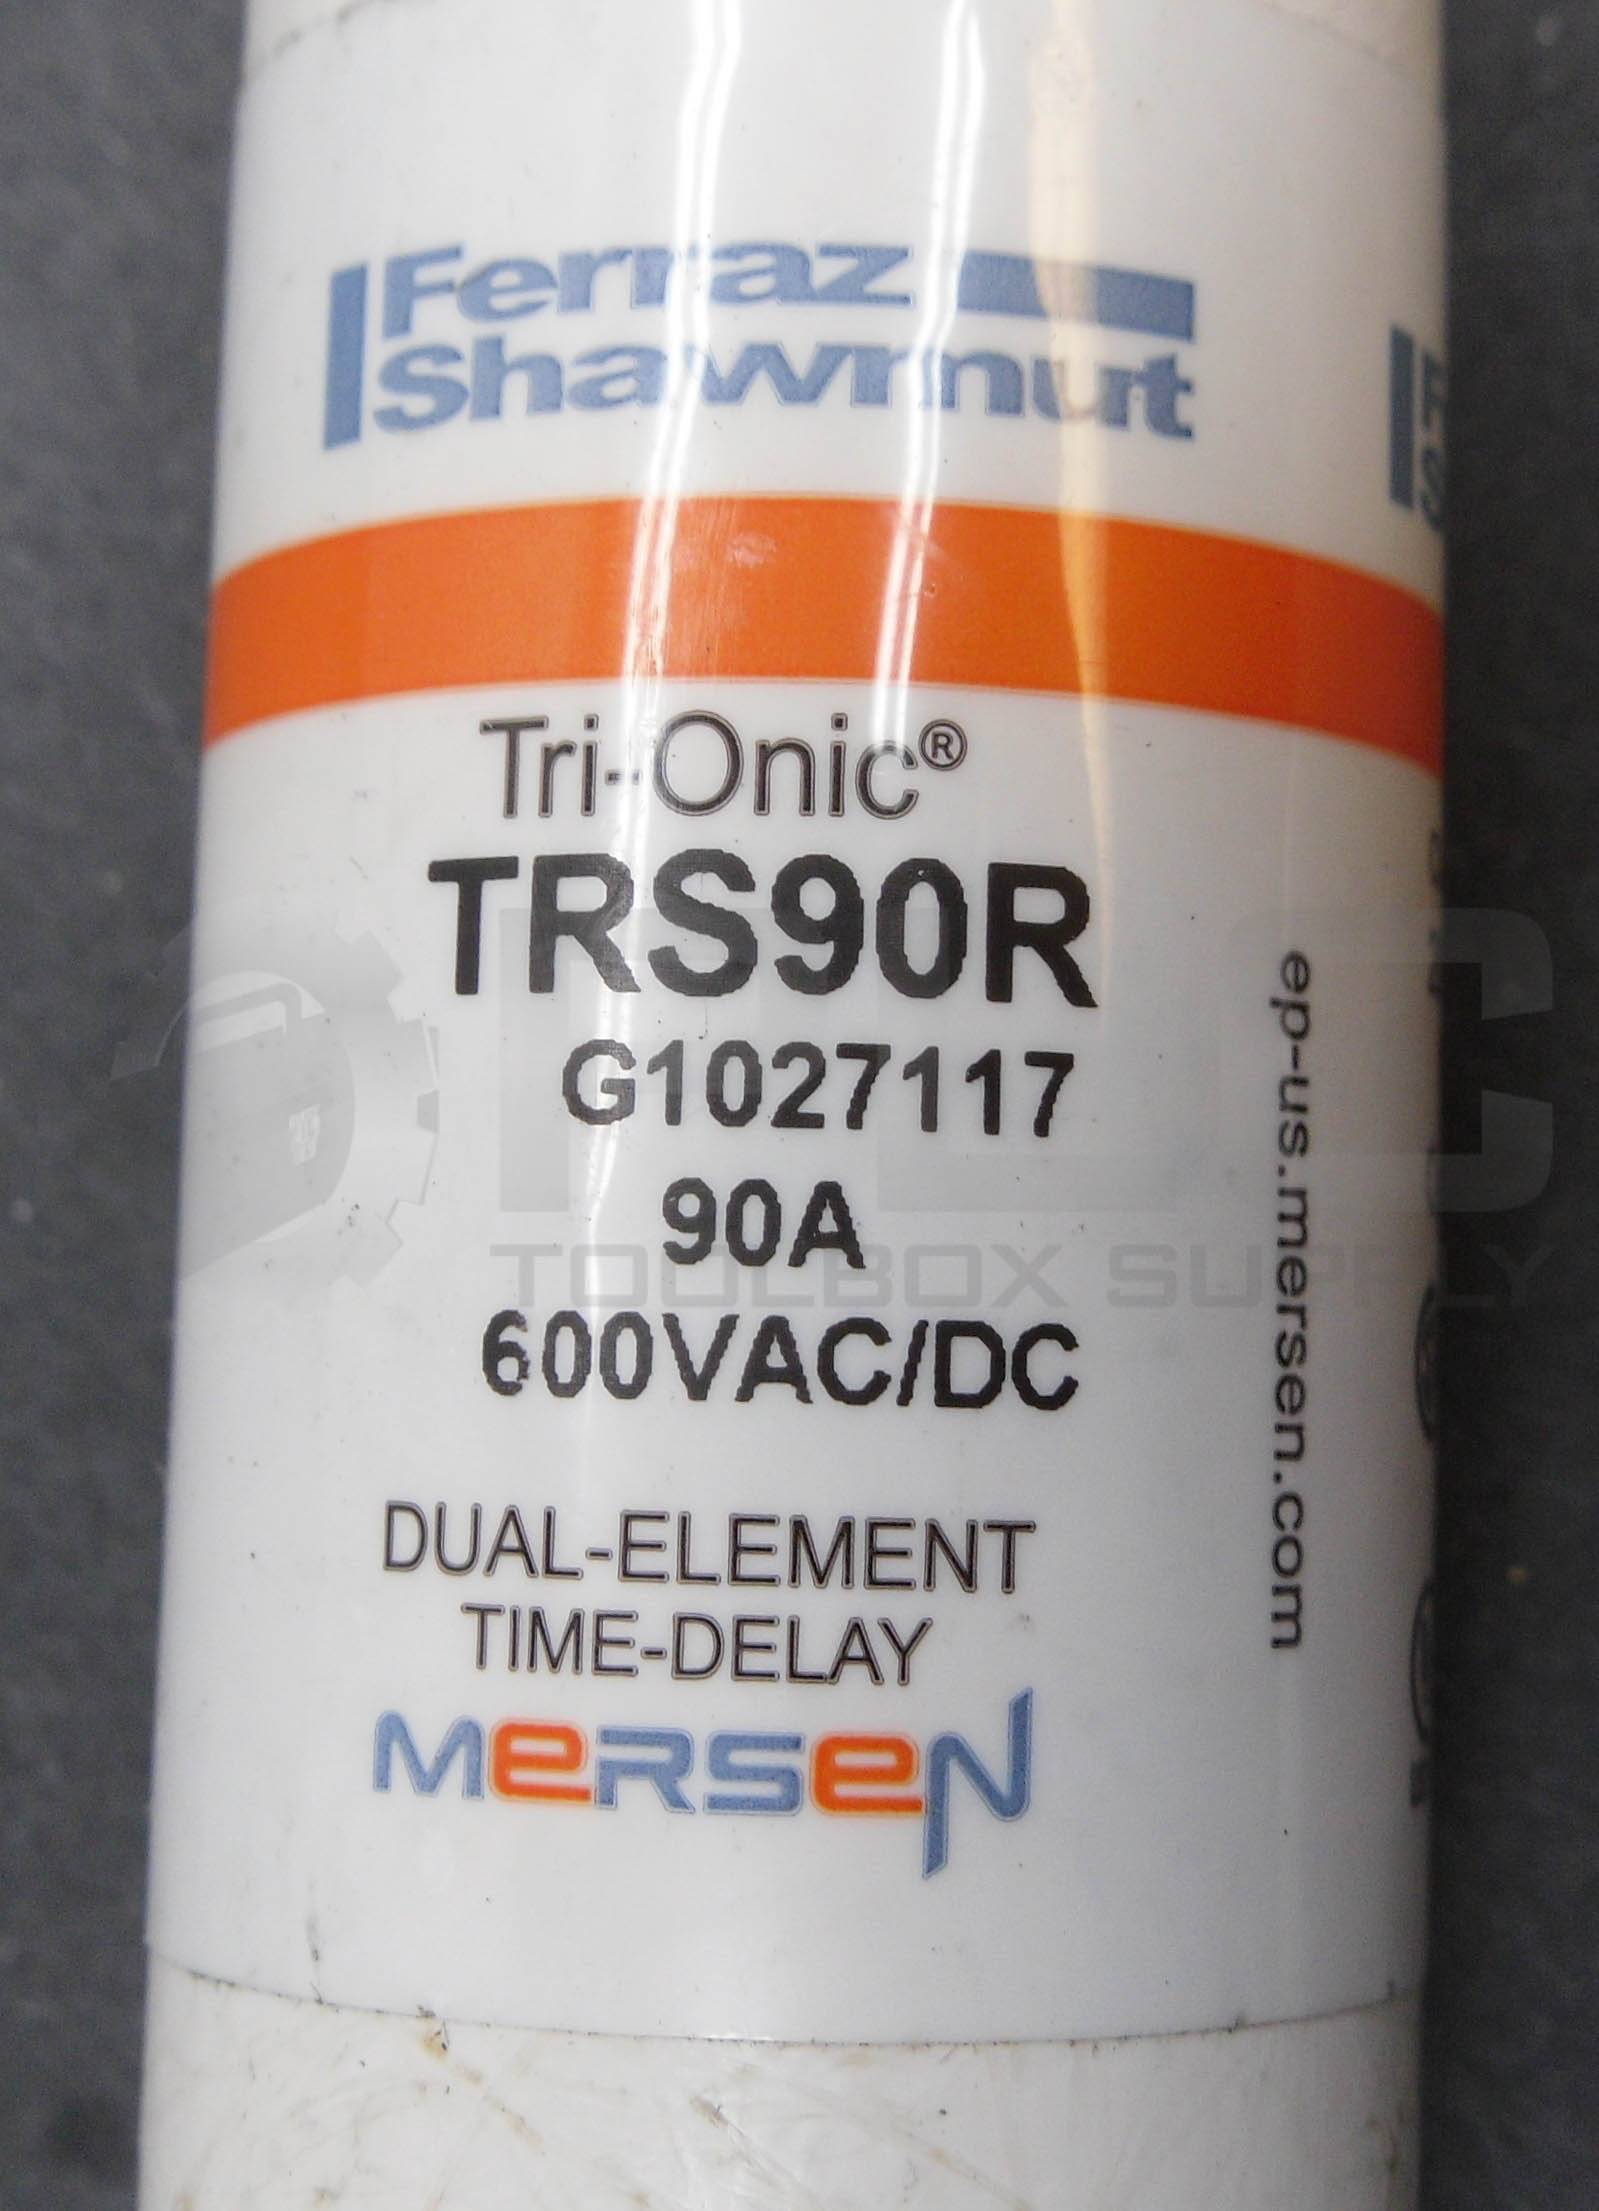 Ferraz
Shawmut
Tri-Onic®
TRS90R
G1027117
90A
600VAC/DC
DUAL-ELEMENT
TIME-DELAY
MERSEN
ep-us.mersen.com
PLC
TOOLBOX SUPPLY